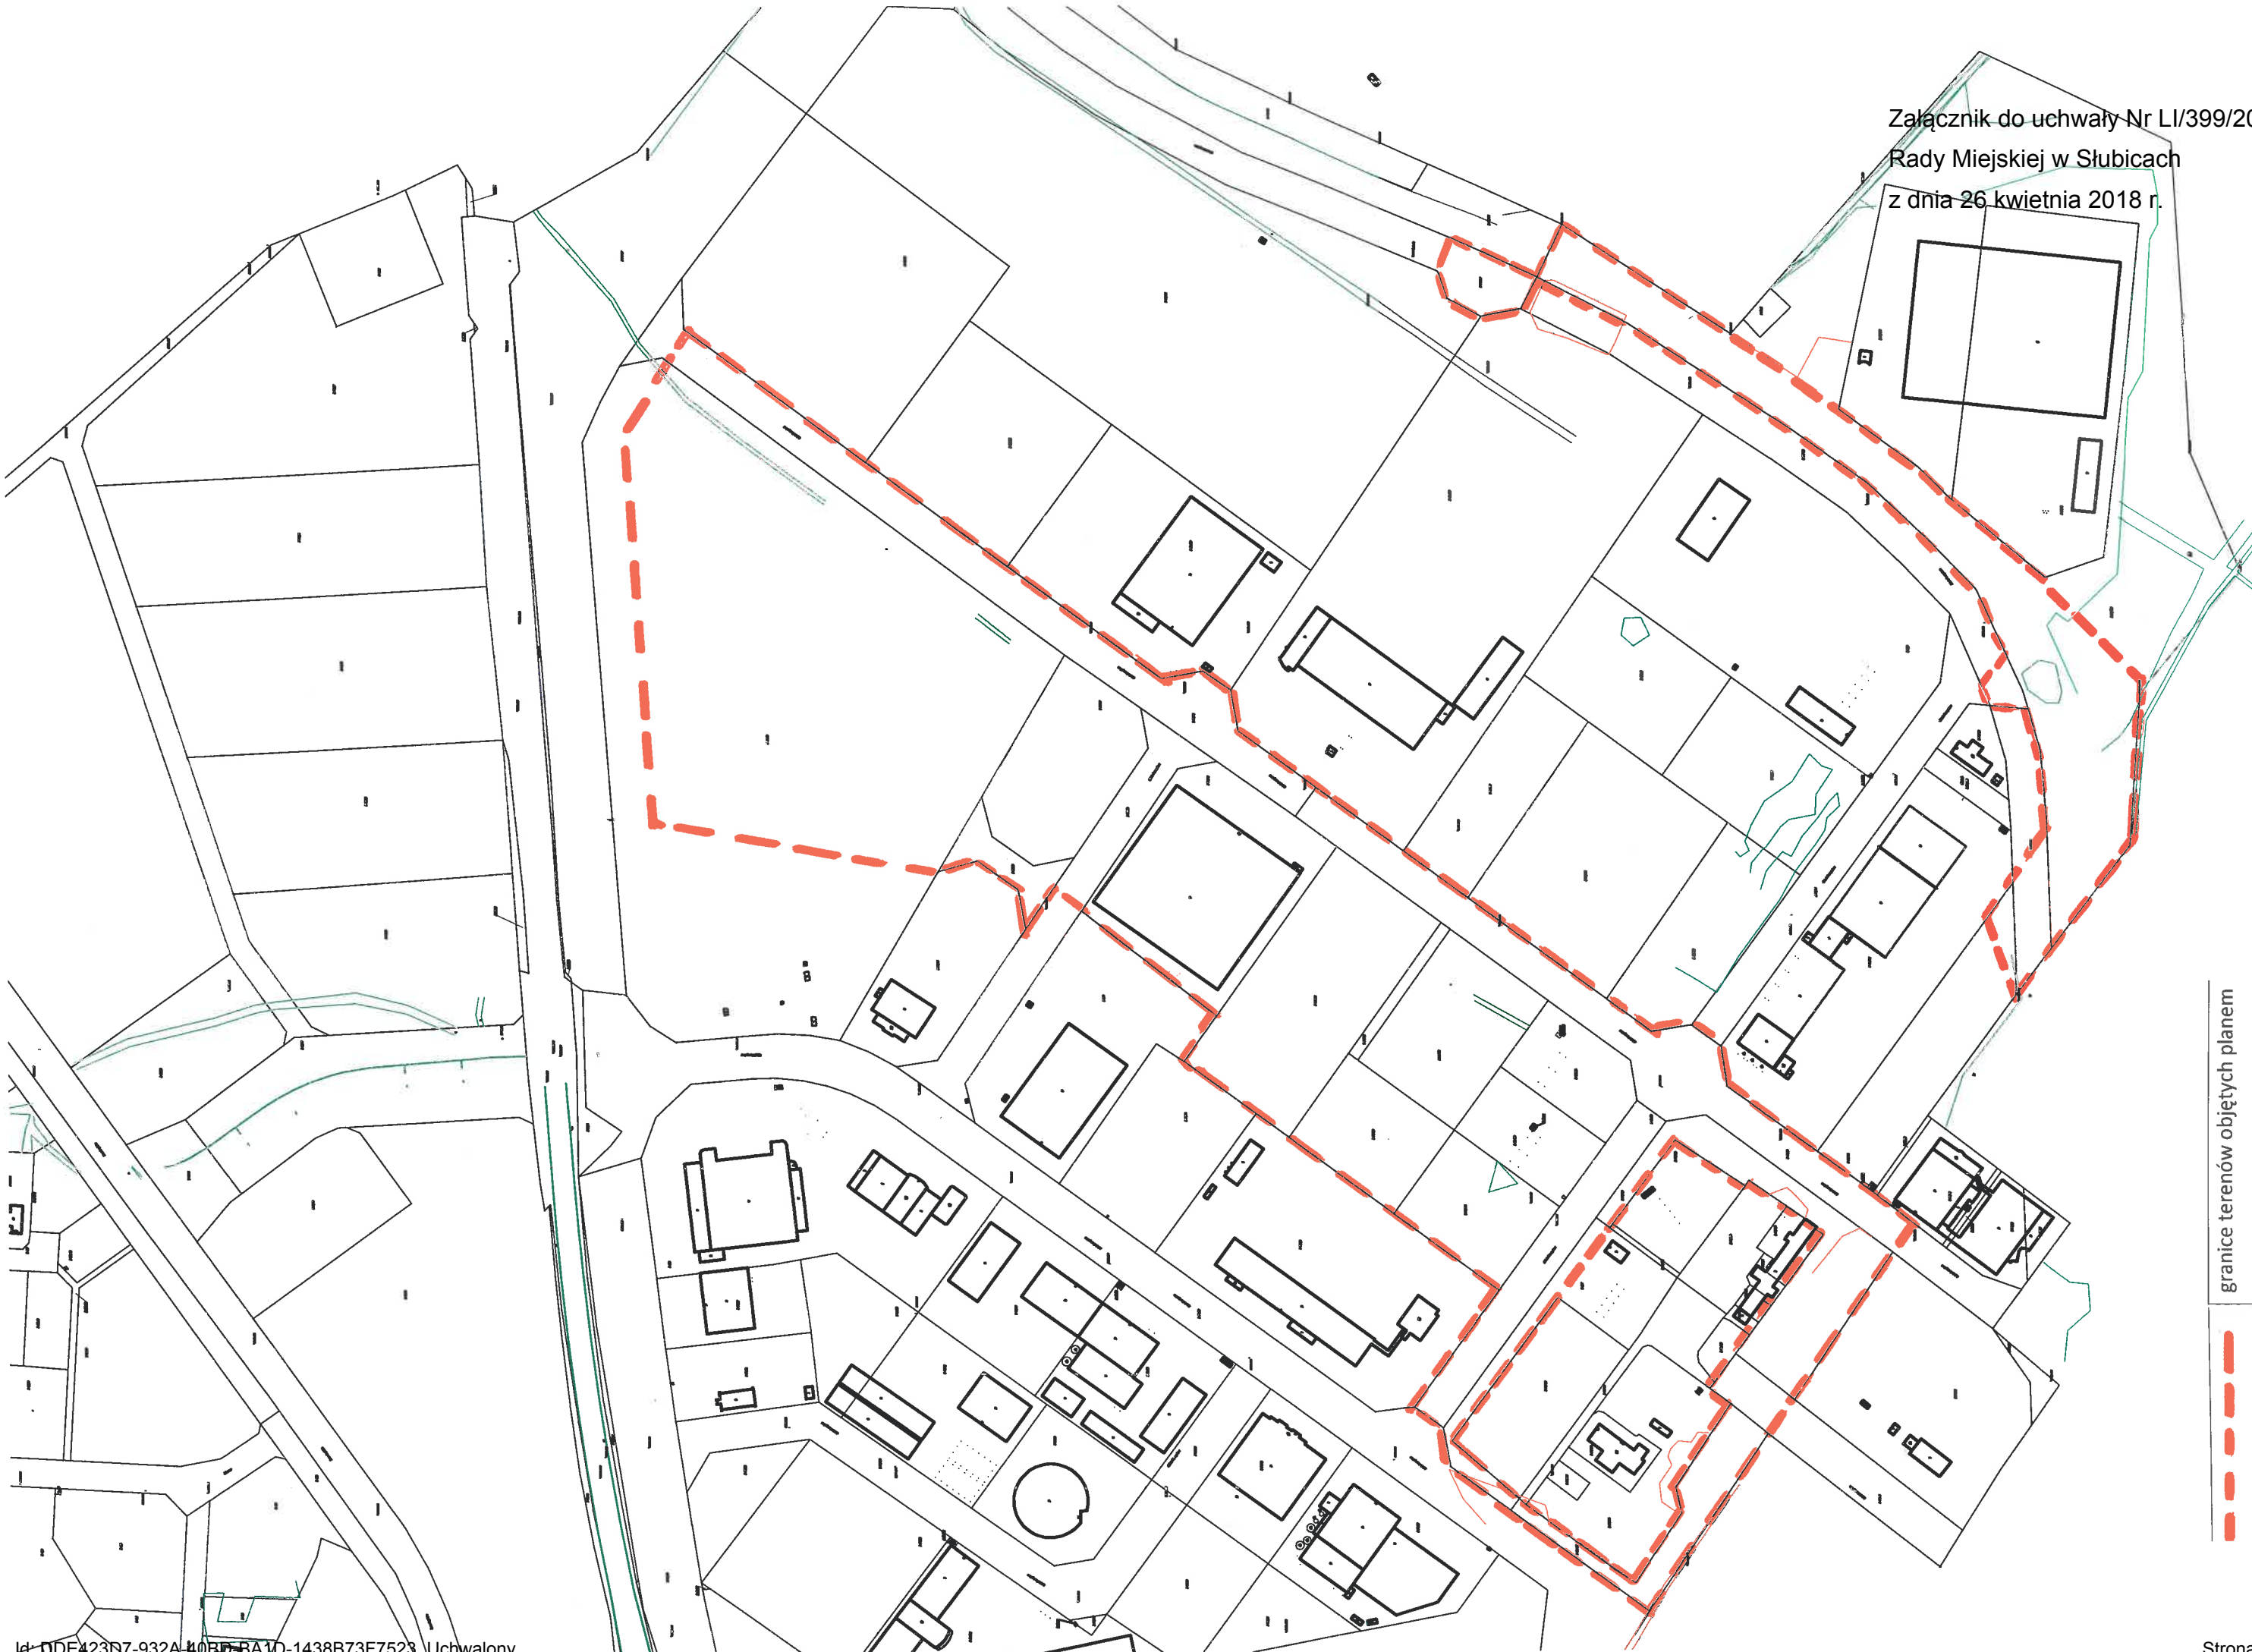 Załącznik do uchwały Nr LI/399/20
Rady Miejskiej w Słubicach
z dnia 26 kwietnia 2018 r.
granice terenów objętych planem
Uchwalony
Strona